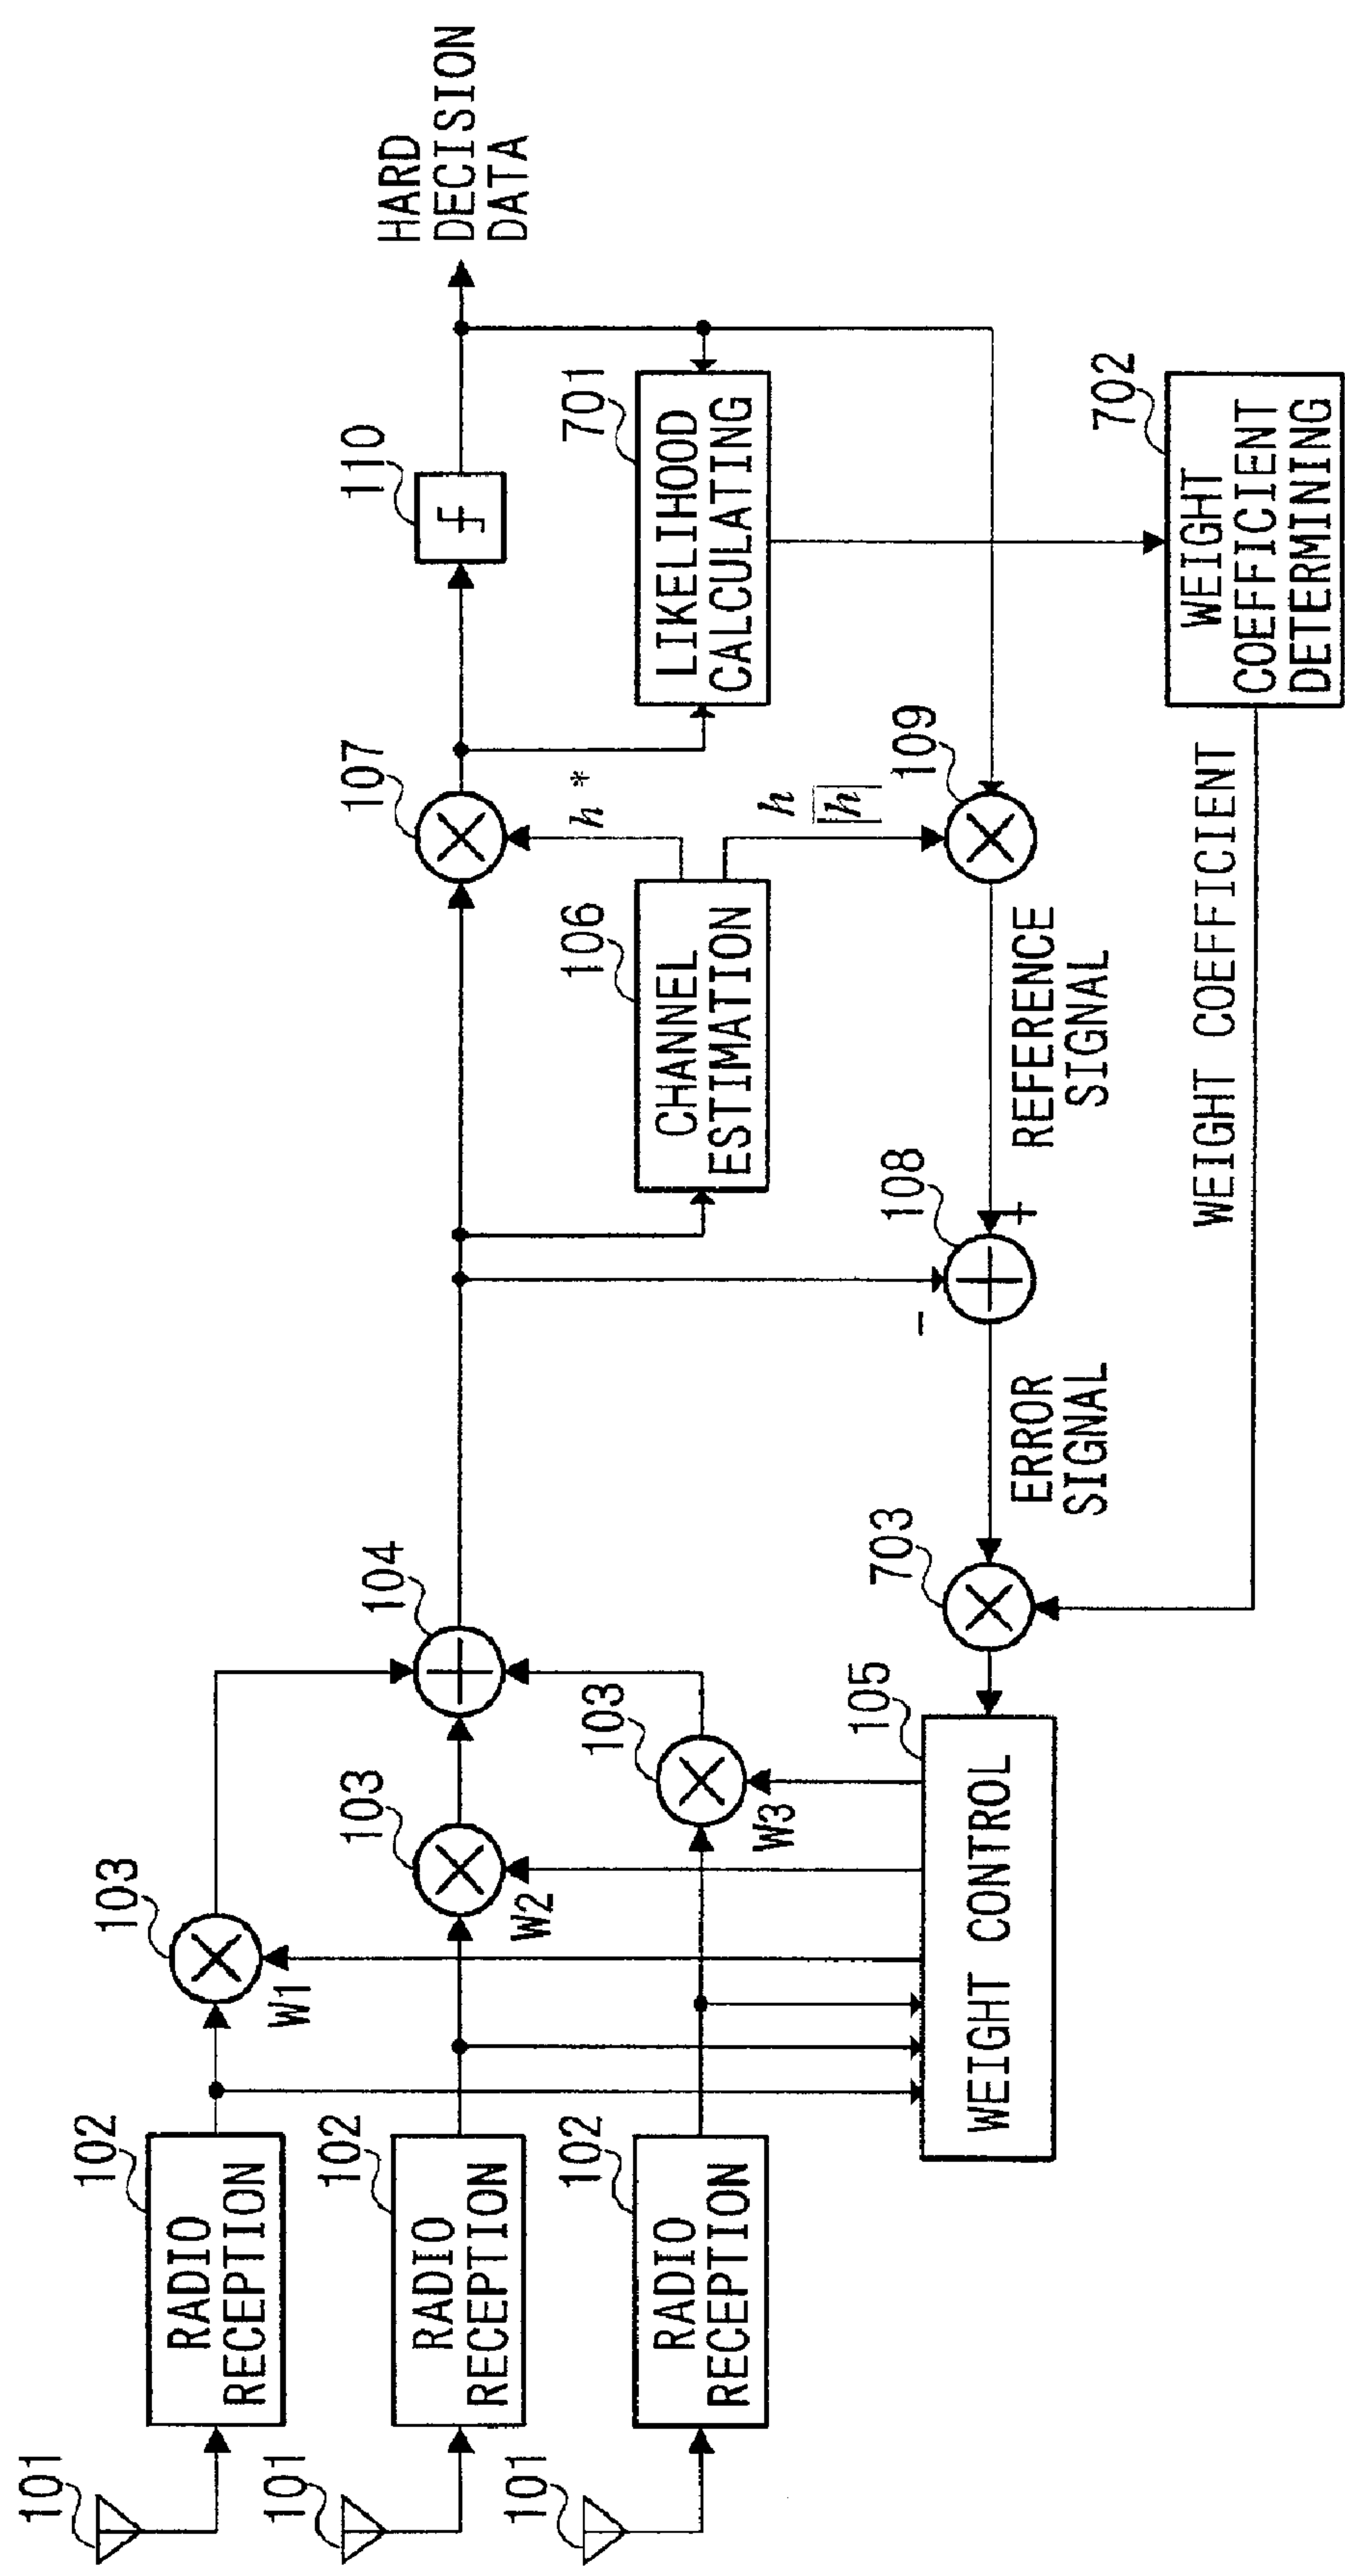 101
102
RADIO
RECEPTION
103
W1
101
102
RADIO
RECEPTION
103
W2
104
107
h*
110
HARD
DECISION
DATA
101
102
RADIO
RECEPTION
103
W3
106
CHANNEL
ESTIMATION
h
|h|
701
LIKELIHOOD
CALCULATING
105
WEIGHT CONTROL
703
ERROR
SIGNAL
108
-
+
REFERENCE
SIGNAL
109
702
WEIGHT
COEFFICIENT
DETERMINING
WEIGHT COEFFICIENT